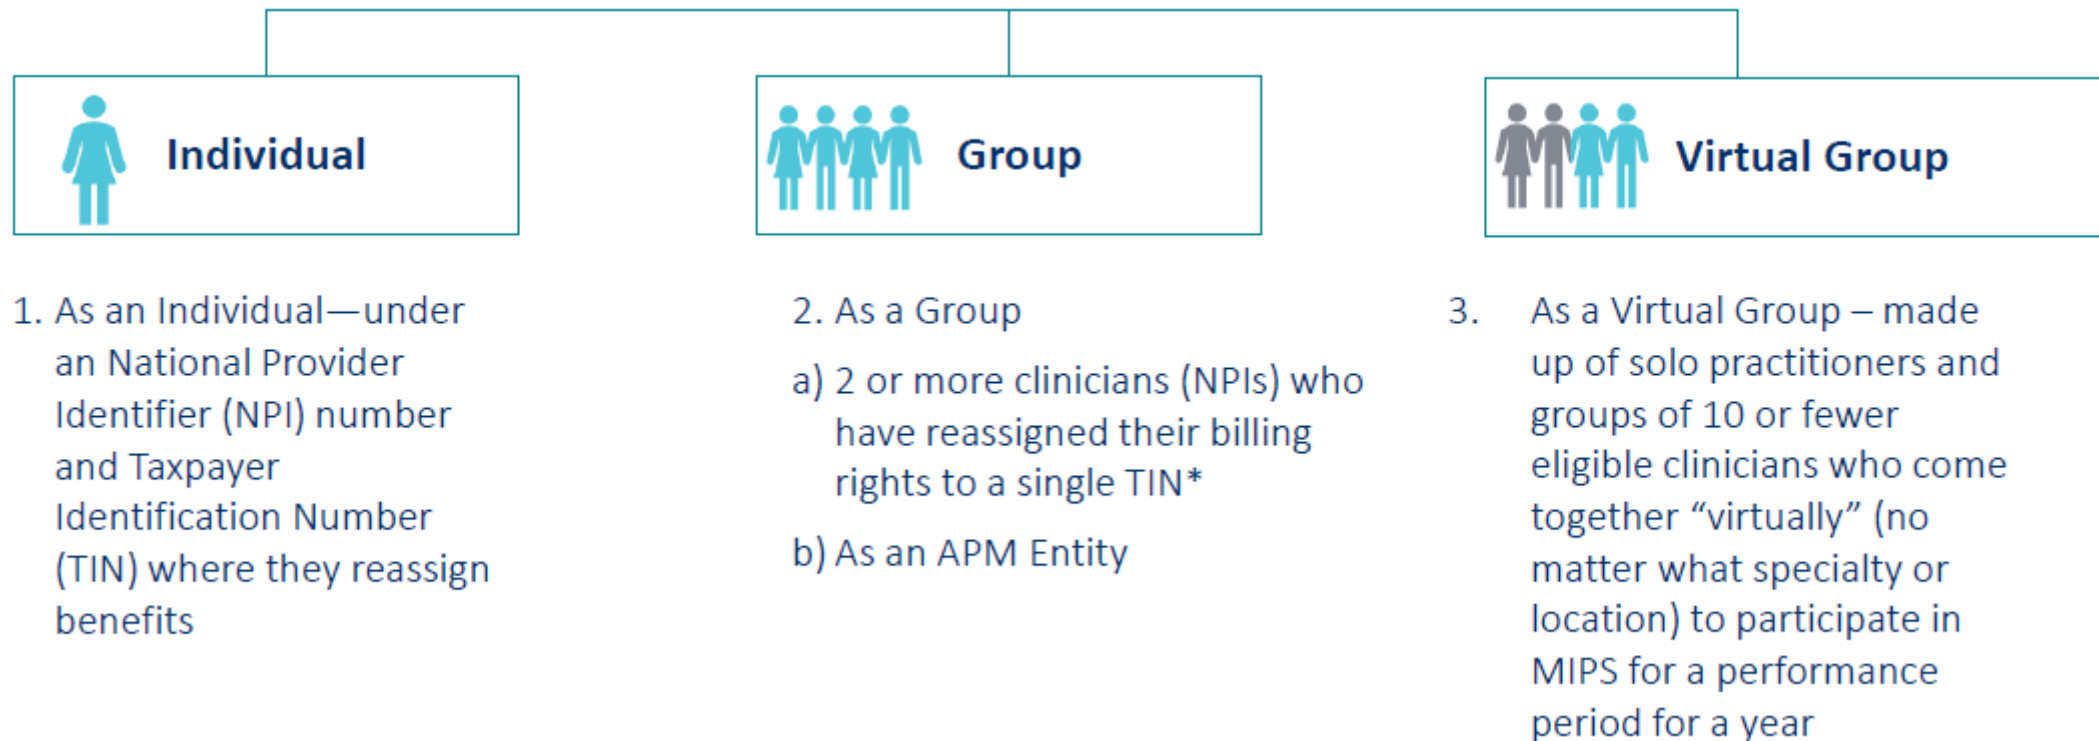 Individual
Group
Virtual Group
1. As an Individual—under
an National Provider
Identifier (NPI) number
and Taxpayer
Identification Number
(TIN) where they reassign
benefits
2. As a Group
a) 2 or more clinicians (NPIs) who
have reassigned their billing
rights to a single TIN*
b) As an APM Entity
3. As a Virtual Group – made
up of solo practitioners and
groups of 10 or fewer
eligible clinicians who come
together “virtually” (no
matter what specialty or
location) to participate in
MIPS for a performance
period for a year